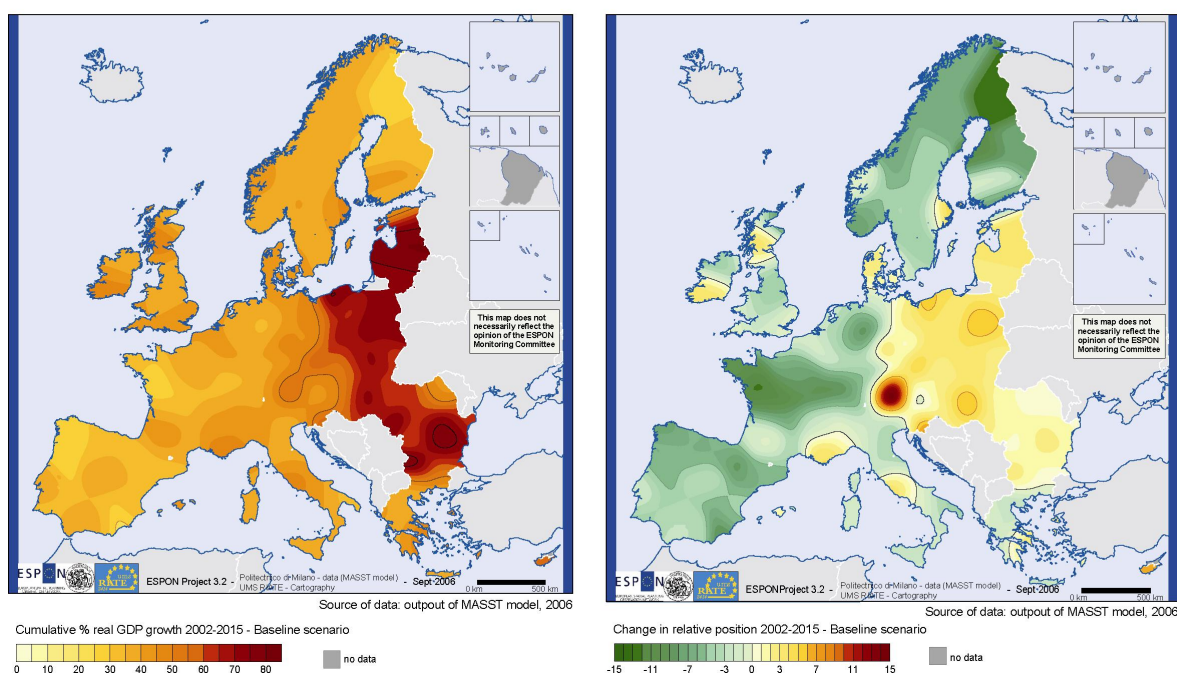 This map does not
necessarily reflect the
opinion of the ESPON
Monitoring Committee
ESPON
RIATE
ESPON Project 3.2 - Politectrico di Milano - data (MASST model) - Sept-2006
UMS RIATE - Cartography
0 km 500 km
Source of data: outpout of MASST model, 2006
Cumulative % real GDP growth 2002-2015 - Baseline scenario
0 10 20 30 40 50 60 70 80
no data
This map does not
necessarily reflect the
opinion of the ESPON
Monitoring Committee
ESPON
RIATE
ESPON Project 3.2 - Politectrico di Milano - data (MASST model) - Sept-2006
UMS RIATE - Cartography
0 km 500 km
Source of data: outpout of MASST model, 2006
Change in relative position 2002-2015 - Baseline scenario
-15 -11 -7 -3 0 3 7 11 15
no data